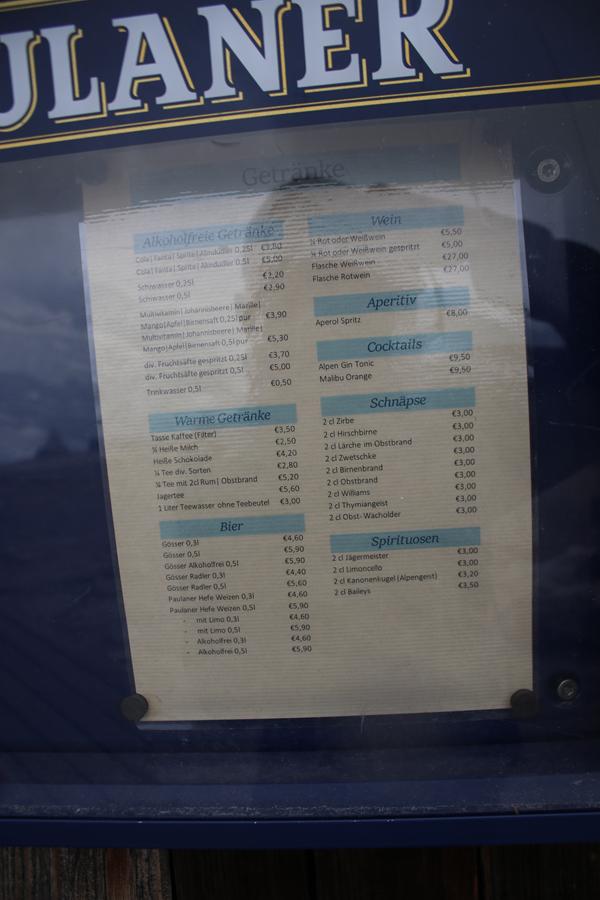 ULANER
Getränke
Alkoholfreie Getränke
Cola|Fanta|Sprite|Almdudler 0,25l €3,80
Cola|Fanta|Sprite|Almdudler 0,5l €5,00
Schiwasser 0,25l €2,20
Schiwasser 0,5l €2,90
Multivitamin|Johannisbeere|Marille|
Mango|Apfel|Birnensaft 0,25l pur €3,90
Multivitamin|Johannisbeere|Marille|
Mango|Apfel|Birnensaft 0,5l pur €5,30
div. Fruchtsäfte gespritzt 0,25l €3,70
div. Fruchtsäfte gespritzt 0,5l €5,00
Trinkwasser 0,5l €0,50
Warme Getränke
Tasse Kaffee (Filter) €3,50
¼ Heiße Milch €2,50
Heiße Schokolade €4,20
¼ Tee div. Sorten €2,80
¼ Tee mit 2cl Rum| Obstbrand €5,20
Jagertee €5,60
1 Liter Teewasser ohne Teebeutel €3,00
Bier
Gösser 0,3l €4,60
Gösser 0,5l €5,90
Gösser Alkoholfrei 0,5l €5,90
Gösser Radler 0,3l €4,40
Gösser Radler 0,5l €5,60
Paulaner Hefe Weizen 0,3l €4,60
Paulaner Hefe Weizen 0,5l €5,90
- mit Limo 0,3l €4,60
- mit Limo 0,5l €5,90
- Alkoholfrei 0,3l €4,60
- Alkoholfrei 0,5l €5,90
Wein
¼ Rot oder Weißwein €5,50
¼ Rot oder Weißwein gespritzt €5,00
Flasche Weißwein €27,00
Flasche Rotwein €27,00
Aperitiv
Aperol Spritz €8,00
Cocktails
Alpen Gin Tonic €9,50
Malibu Orange €9,50
Schnäpse
2 cl Zirbe €3,00
2 cl Hirschbirne €3,00
2 cl Lärche im Obstbrand €3,00
2 cl Zwetschke €3,00
2 cl Birnenbrand €3,00
2 cl Obstbrand €3,00
2 cl Williams €3,00
2 cl Thymiangeist €3,00
2 cl Obst- Wacholder €3,00
Spirituosen
2 cl Jägermeister €3,00
2 cl Limoncello €3,00
2 cl Kanonenkugel (Alpengeist) €3,20
2 cl Baileys €3,50